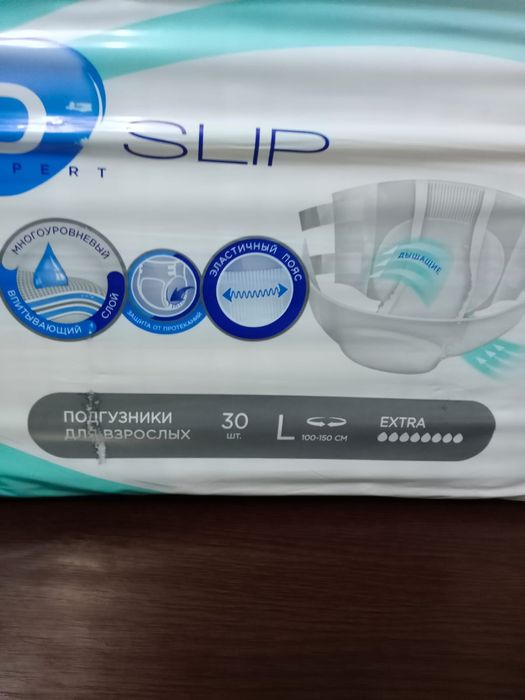 SLIP
PERT
МНОГОУРОВНЕВЫЙ
ВПИТЫВАЮЩИЙ СЛОЙ
ЗАЩИТА ОТ ПРОТЕКАНИЙ
ЭЛАСТИЧНЫЙ ПОЯС
ДЫШАЩИЕ
ПОДГУЗНИКИ
ДЛЯ ВЗРОСЛЫХ
30
ШТ.
L
100-150 СМ
EXTRA